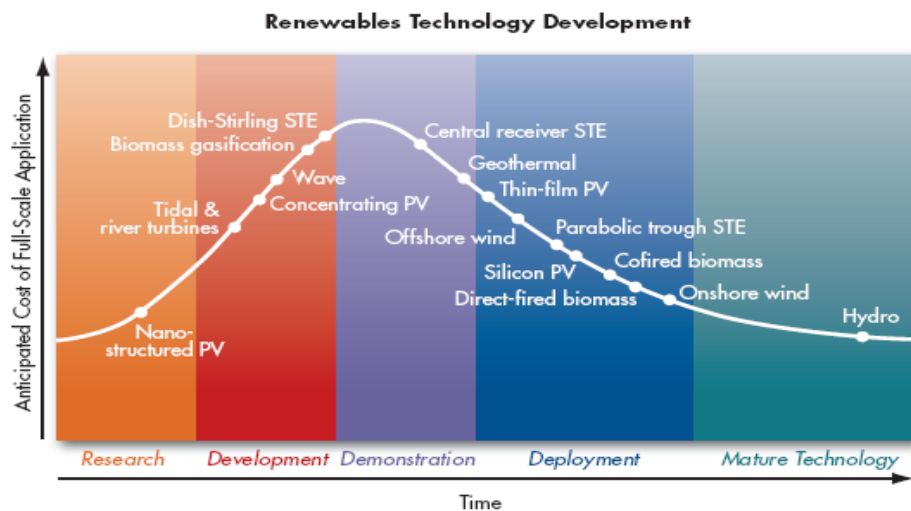 Renewables Technology Development
Anticipated Cost of Full-Scale Application
Dish-Stirling STE
Biomass gasification
Wave
Concentrating PV
Tidal &
river turbines
Nano-
structured PV
Central receiver STE
Geothermal
Thin-film PV
Offshore wind
Parabolic trough STE
Silicon PV
Cofired biomass
Direct-fired biomass
Onshore wind
Hydro
Research
Development
Demonstration
Deployment
Mature Technology
Time